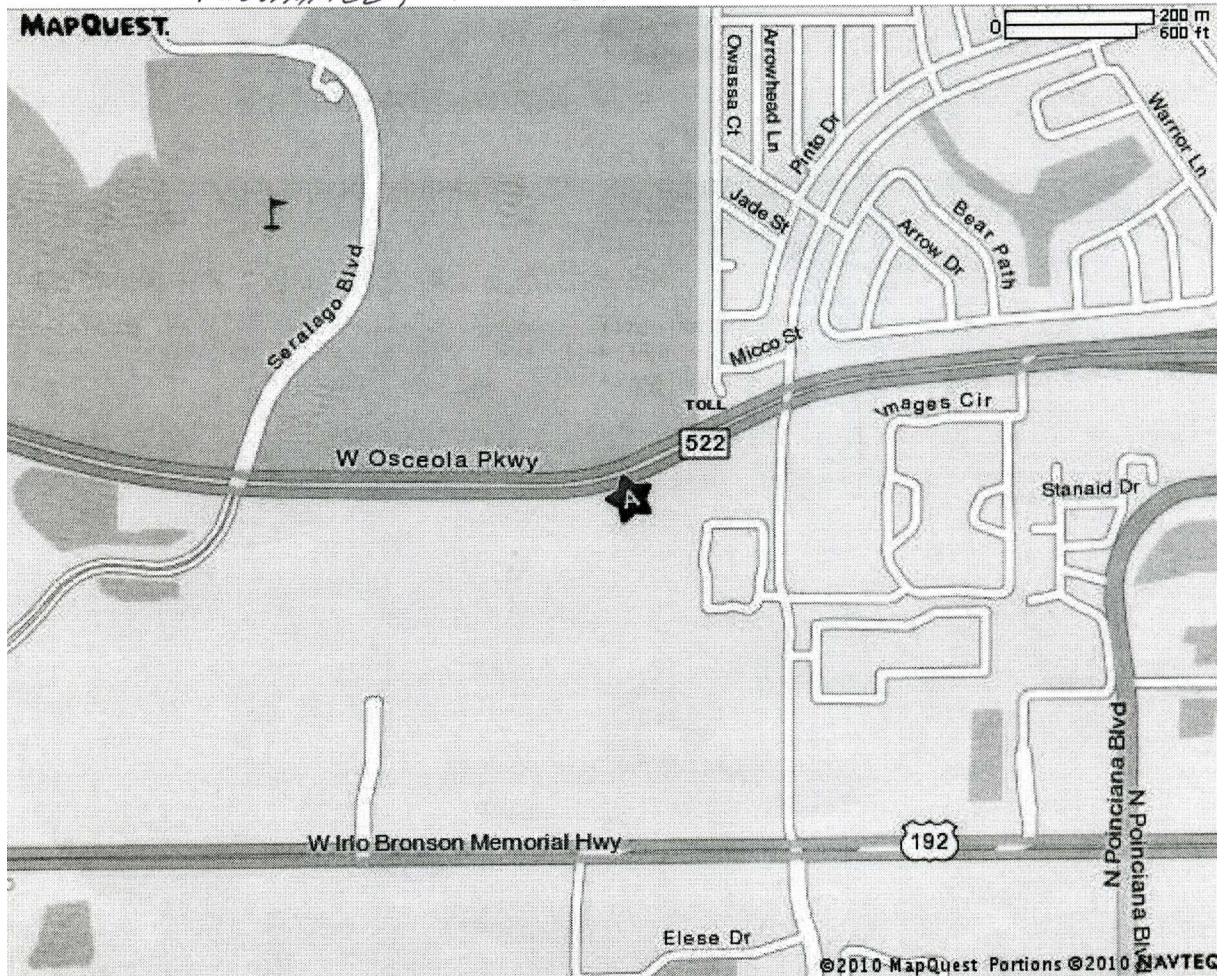 MAPQUEST.
0
200 m
600 ft
Owassa Ct
Arrowhead Ln
Pinto Dr
Warrior Ln
Jade St
Bear Path
Arrow Dr
Seralago Blvd
Micco St
TOLL
522
Images Cir
W Osceola Pkwy
A
Stanaid Dr
N Poinciana Blvd
N Poinciana Blvd
W Irlo Bronson Memorial Hwy
192
Elese Dr
©2010 MapQuest Portions ©2010 NAVTEQ